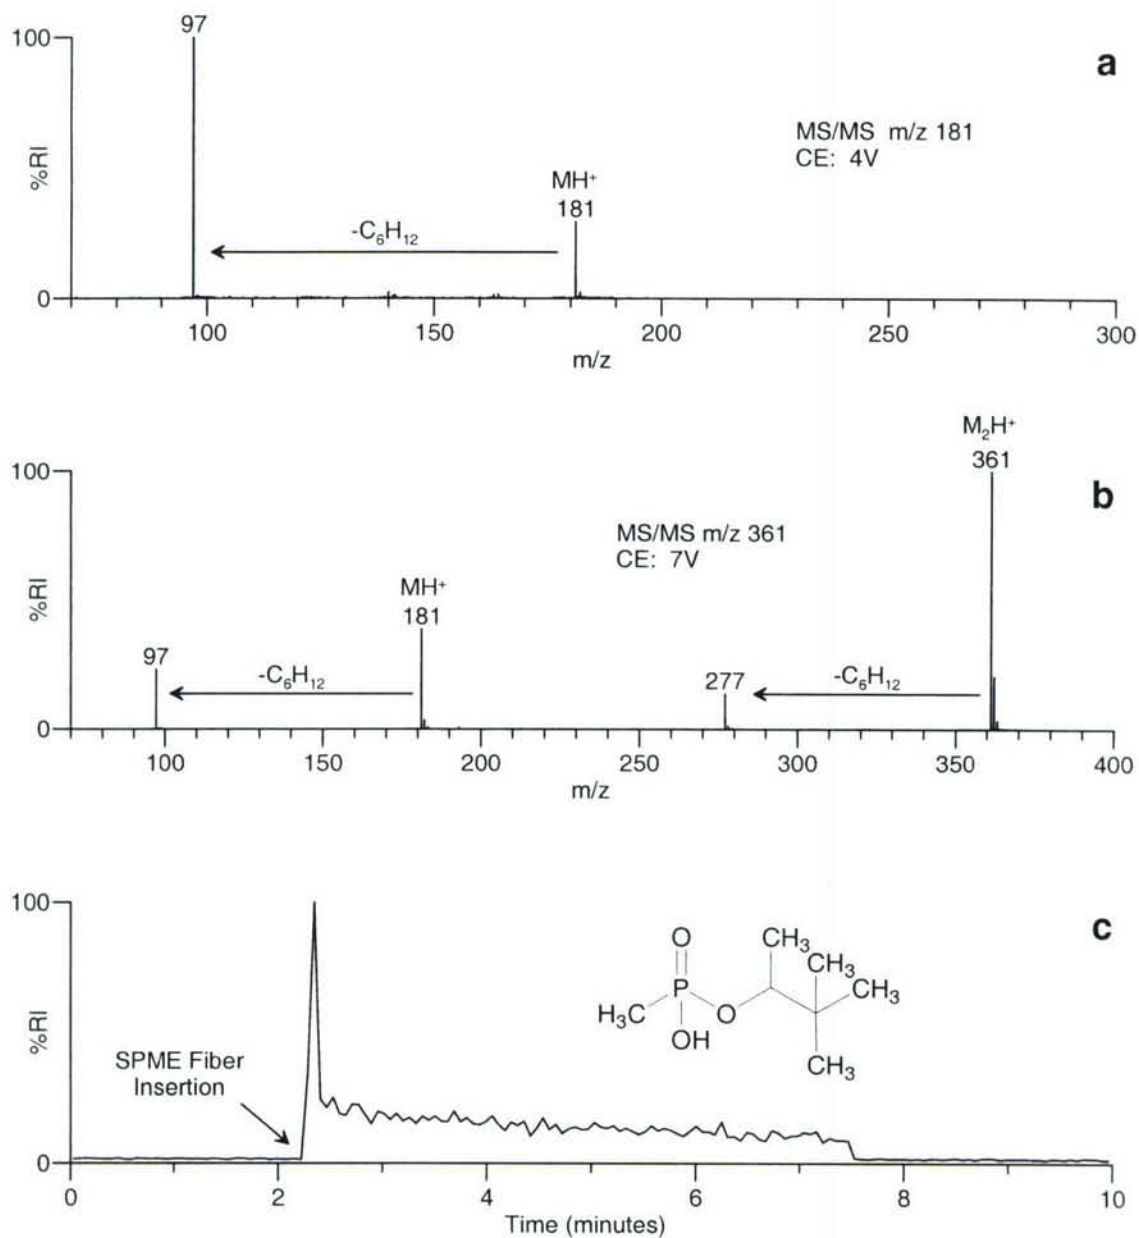 97
100
a
MS/MS m/z 181
CE: 4V
%RI
MH⁺
181
-C₆H₁₂
0
100 150 200 250 300
m/z
M₂H⁺
361
100
b
MS/MS m/z 361
CE: 7V
%RI
MH⁺
181
97
-C₆H₁₂
277
-C₆H₁₂
0
100 150 200 250 300 350 400
m/z
100
c
O
CH₃
CH₃
%RI
H₃C
P
O
CH₃
OH
CH₃
SPME Fiber
Insertion
0
0 2 4 6 8 10
Time (minutes)